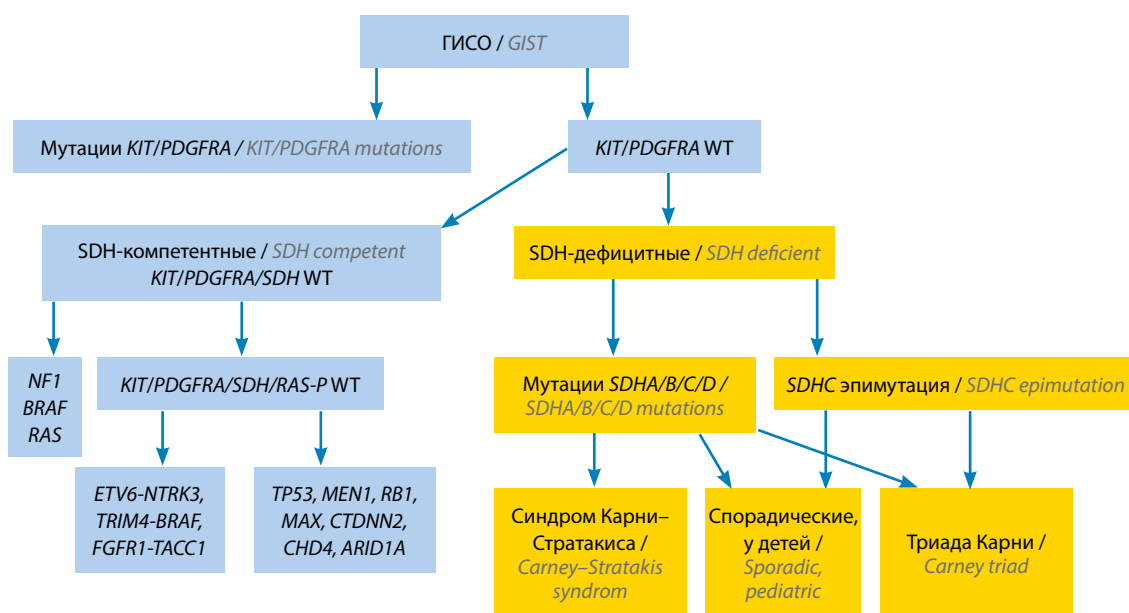 ГИСО / GIST
Мутации KIT/PDGFRA / KIT/PDGFRA mutations
KIT/PDGFRA WT
SDH-компетентные / SDH competent
KIT/PDGFRA/SDH WT
SDH-дефицитные / SDH deficient
NF1
BRAF
RAS
KIT/PDGFRA/SDH/RAS-P WT
Мутации SDHA/B/C/D /
SDHA/B/C/D mutations
SDHC эпимутация / SDHC epimutation
ETV6-NTRK3,
TRIM4-BRAF,
FGFR1-TACC1
TP53, MEN1, RB1,
MAX, CTDNN2,
CHD4, ARID1A
Синдром Карни–
Стратакиса /
Carney–Stratakis
syndrom
Спорадические,
у детей /
Sporadic,
pediatric
Триада Карни /
Carney triad